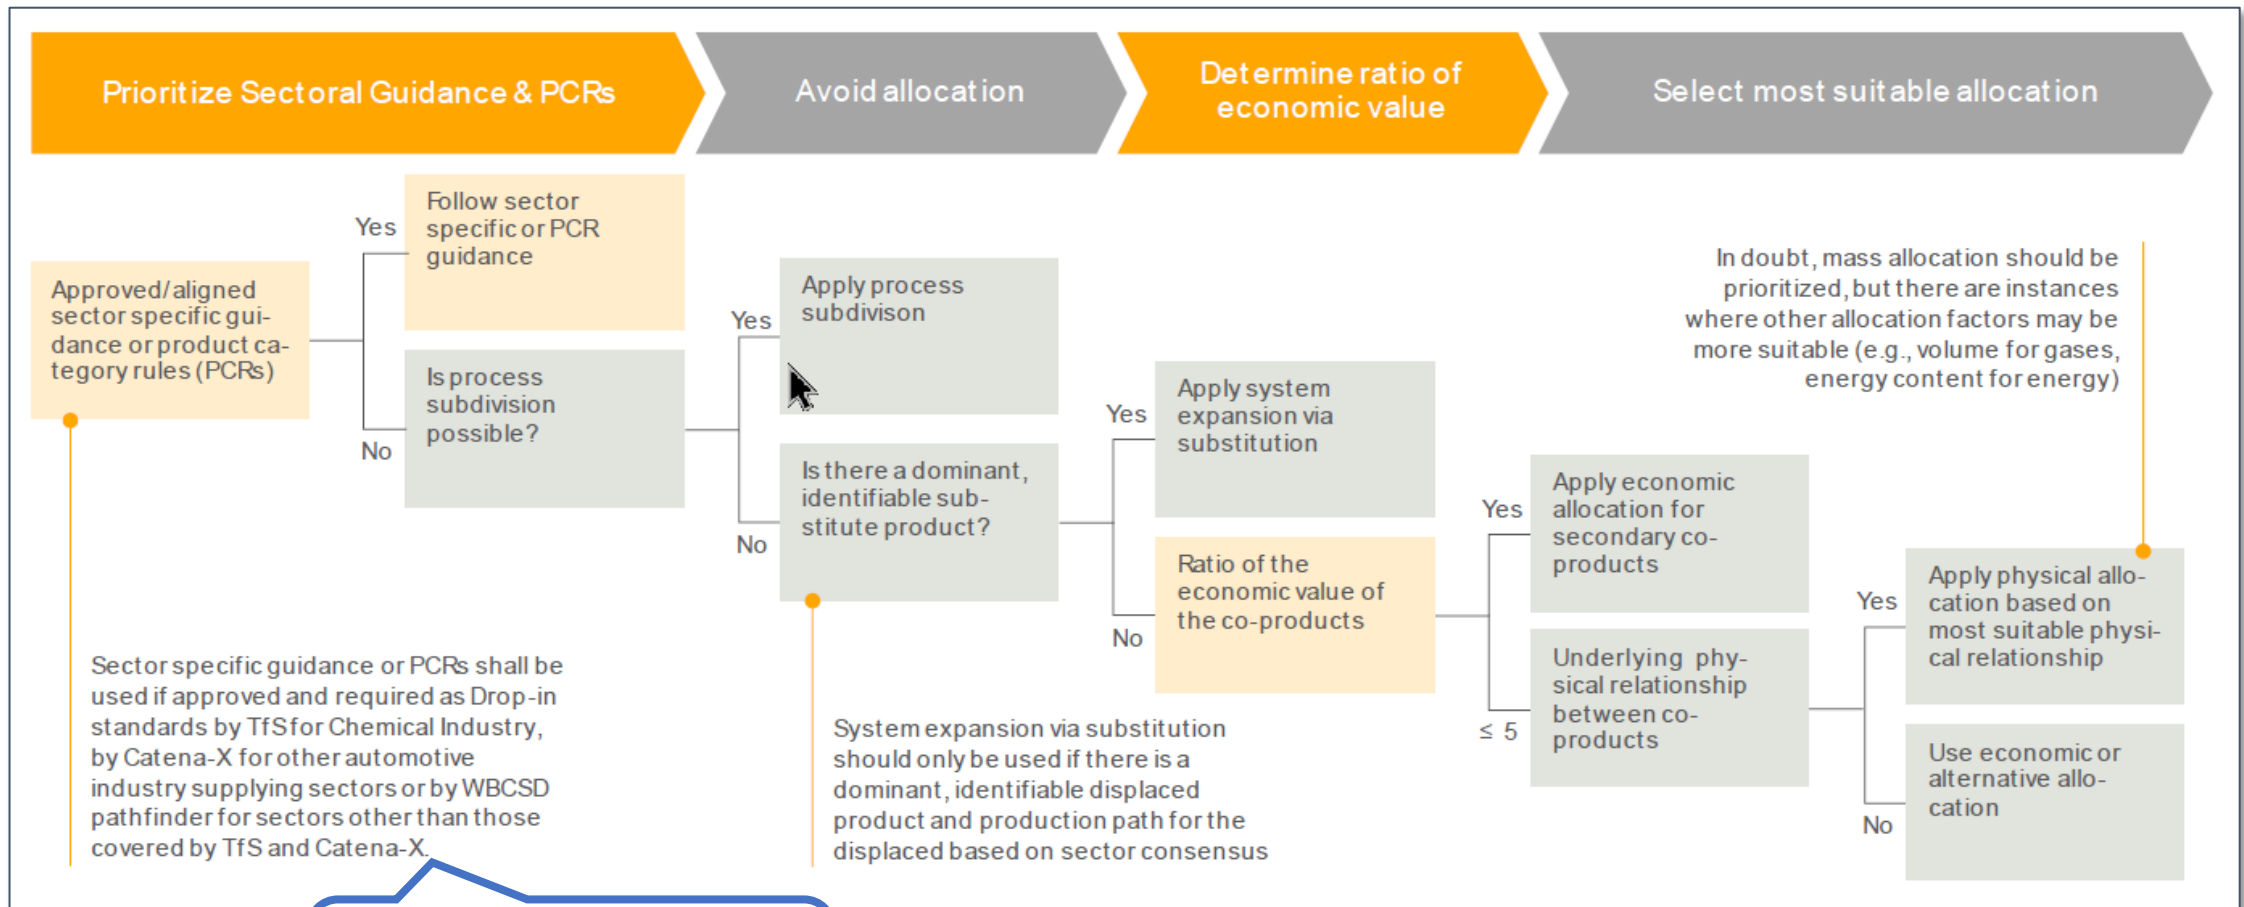 Prioritize Sectoral Guidance & PCRs
Avoid allocation
Determine ratio of
economic value
Select most suitable allocation
Approved/aligned
sector specific gui-
dance or product ca-
tegory rules (PCRs)
Yes
No
Follow sector
specific or PCR
guidance
Is process
subdivision
possible?
Yes
No
Apply process
subdivison
Is there a dominant,
identifiable sub-
stitute product?
Yes
No
Apply system
expansion via
substitution
Ratio of the
economic value of
the co-products
Yes
≤ 5
Apply economic
allocation for
secondary co-
products
Underlying phy-
sical relationship
between co-
products
Yes
No
Apply physical allo-
cation based on
most suitable physi-
cal relationship
Use economic or
alternative allo-
cation
In doubt, mass allocation should be
prioritized, but there are instances
where other allocation factors may be
more suitable (e.g., volume for gases,
energy content for energy)
Sector specific guidance or PCRs shall be
used if approved and required as Drop-in
standards by TfS for Chemical Industry,
by Catena-X for other automotive
industry supplying sectors or by WBCSD
pathfinder for sectors other than those
covered by TfS and Catena-X.
System expansion via substitution
should only be used if there is a
dominant, identifiable displaced
product and production path for the
displaced based on sector consensus